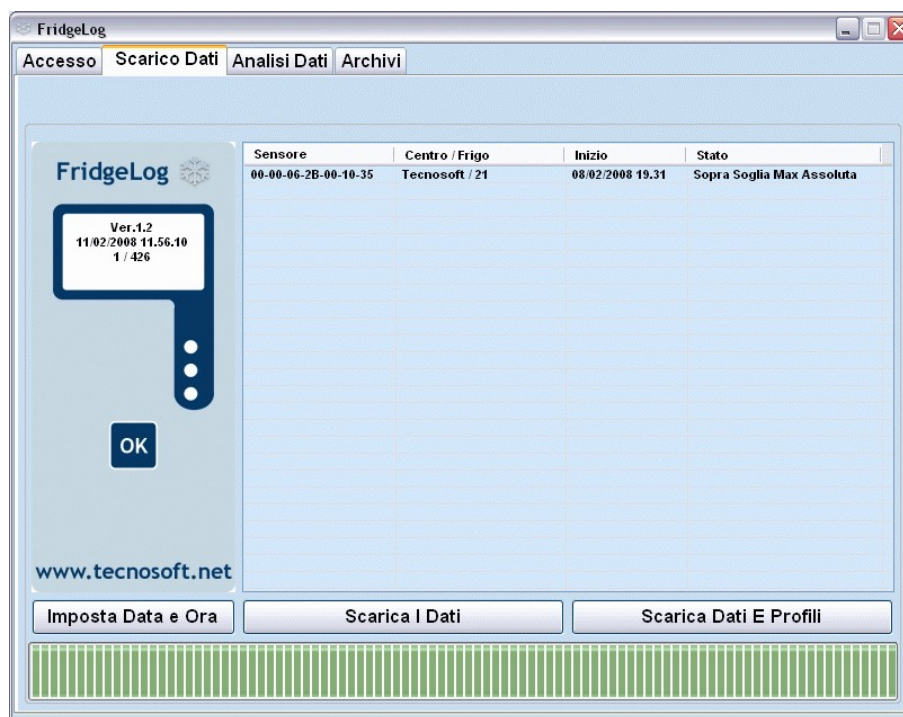 FridgeLog
Accesso Scarico Dati Analisi Dati Archivi
FridgeLog
Ver.1.2
11/02/2008 11.56.10
1 / 426
OK
www.tecnosoft.net
Sensore Centro / Frigo Inizio Stato
00-00-06-2B-00-10-35 Tecnosoft / 21 08/02/2008 19.31 Sopra Soglia Max Assoluta
Imposta Data e Ora Scarica I Dati Scarica Dati E Profili